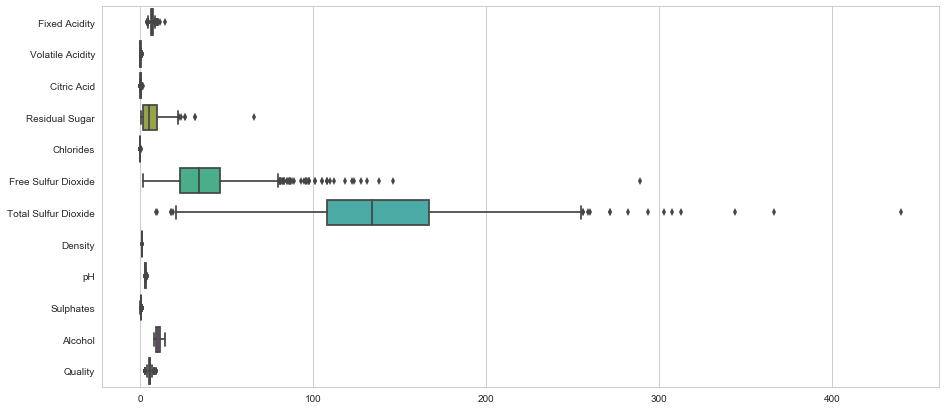 Fixed Acidity
Volatile Acidity
Citric Acid
Residual Sugar
Chlorides
Free Sulfur Dioxide
Total Sulfur Dioxide
Density
pH
Sulphates
Alcohol
Quality
0 100 200 300 400